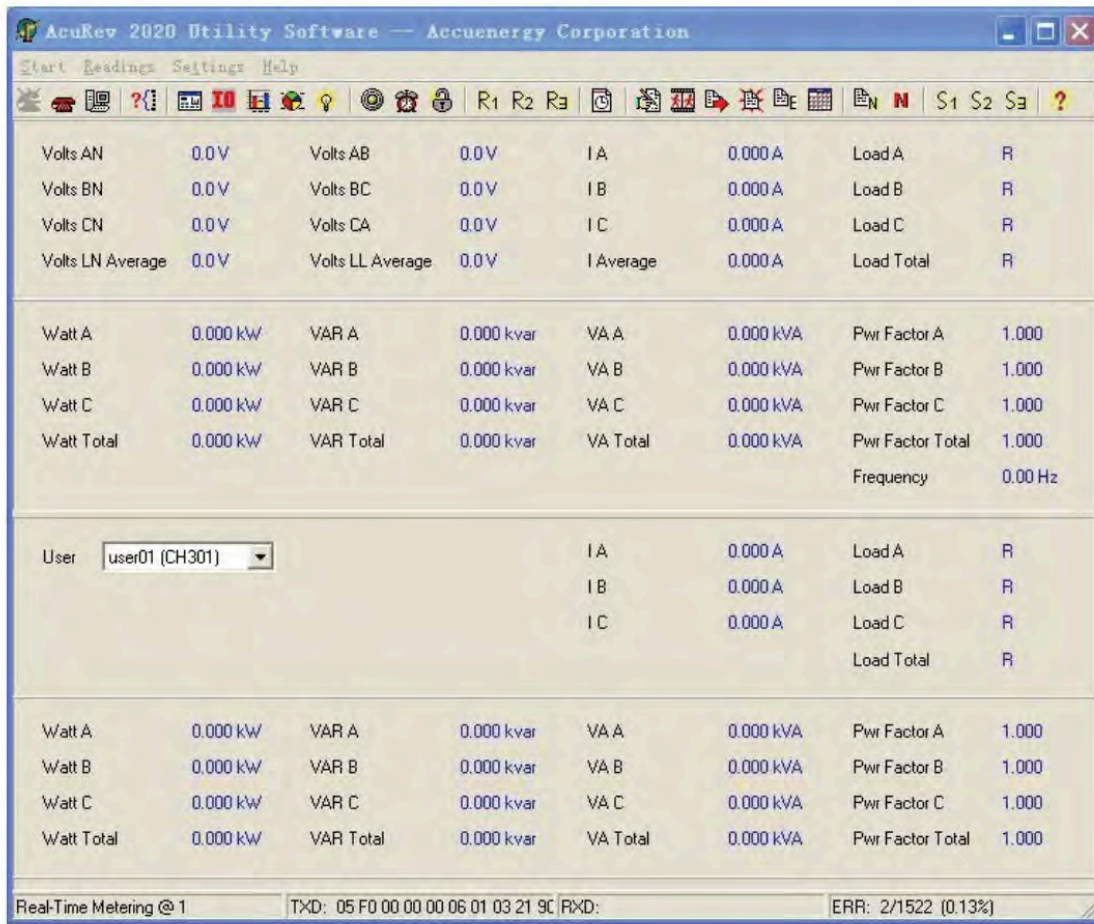 AcuRev 2020 Utility Software -- Accuenergy Corporation
Start Readings Settings Help
?{} IO R1 R2 R3 E N N S1 S2 S3 ?
Volts AN 0.0 V Volts AB 0.0 V I A 0.000 A Load A R
Volts BN 0.0 V Volts BC 0.0 V I B 0.000 A Load B R
Volts CN 0.0 V Volts CA 0.0 V I C 0.000 A Load C R
Volts LN Average 0.0 V Volts LL Average 0.0 V I Average 0.000 A Load Total R
Watt A 0.000 kW VAR A 0.000 kvar VA A 0.000 kVA Pwr Factor A 1.000
Watt B 0.000 kW VAR B 0.000 kvar VA B 0.000 kVA Pwr Factor B 1.000
Watt C 0.000 kW VAR C 0.000 kvar VA C 0.000 kVA Pwr Factor C 1.000
Watt Total 0.000 kW VAR Total 0.000 kvar VA Total 0.000 kVA Pwr Factor Total 1.000
Frequency 0.00 Hz
User user01 (CH301) I A 0.000 A Load A R
I B 0.000 A Load B R
I C 0.000 A Load C R
Load Total R
Watt A 0.000 kW VAR A 0.000 kvar VA A 0.000 kVA Pwr Factor A 1.000
Watt B 0.000 kW VAR B 0.000 kvar VA B 0.000 kVA Pwr Factor B 1.000
Watt C 0.000 kW VAR C 0.000 kvar VA C 0.000 kVA Pwr Factor C 1.000
Watt Total 0.000 kW VAR Total 0.000 kvar VA Total 0.000 kVA Pwr Factor Total 1.000
Real-Time Metering @ 1 TXD: 05 F0 00 00 00 06 01 03 21 RXD: ERR: 2/1522 (0.13%)